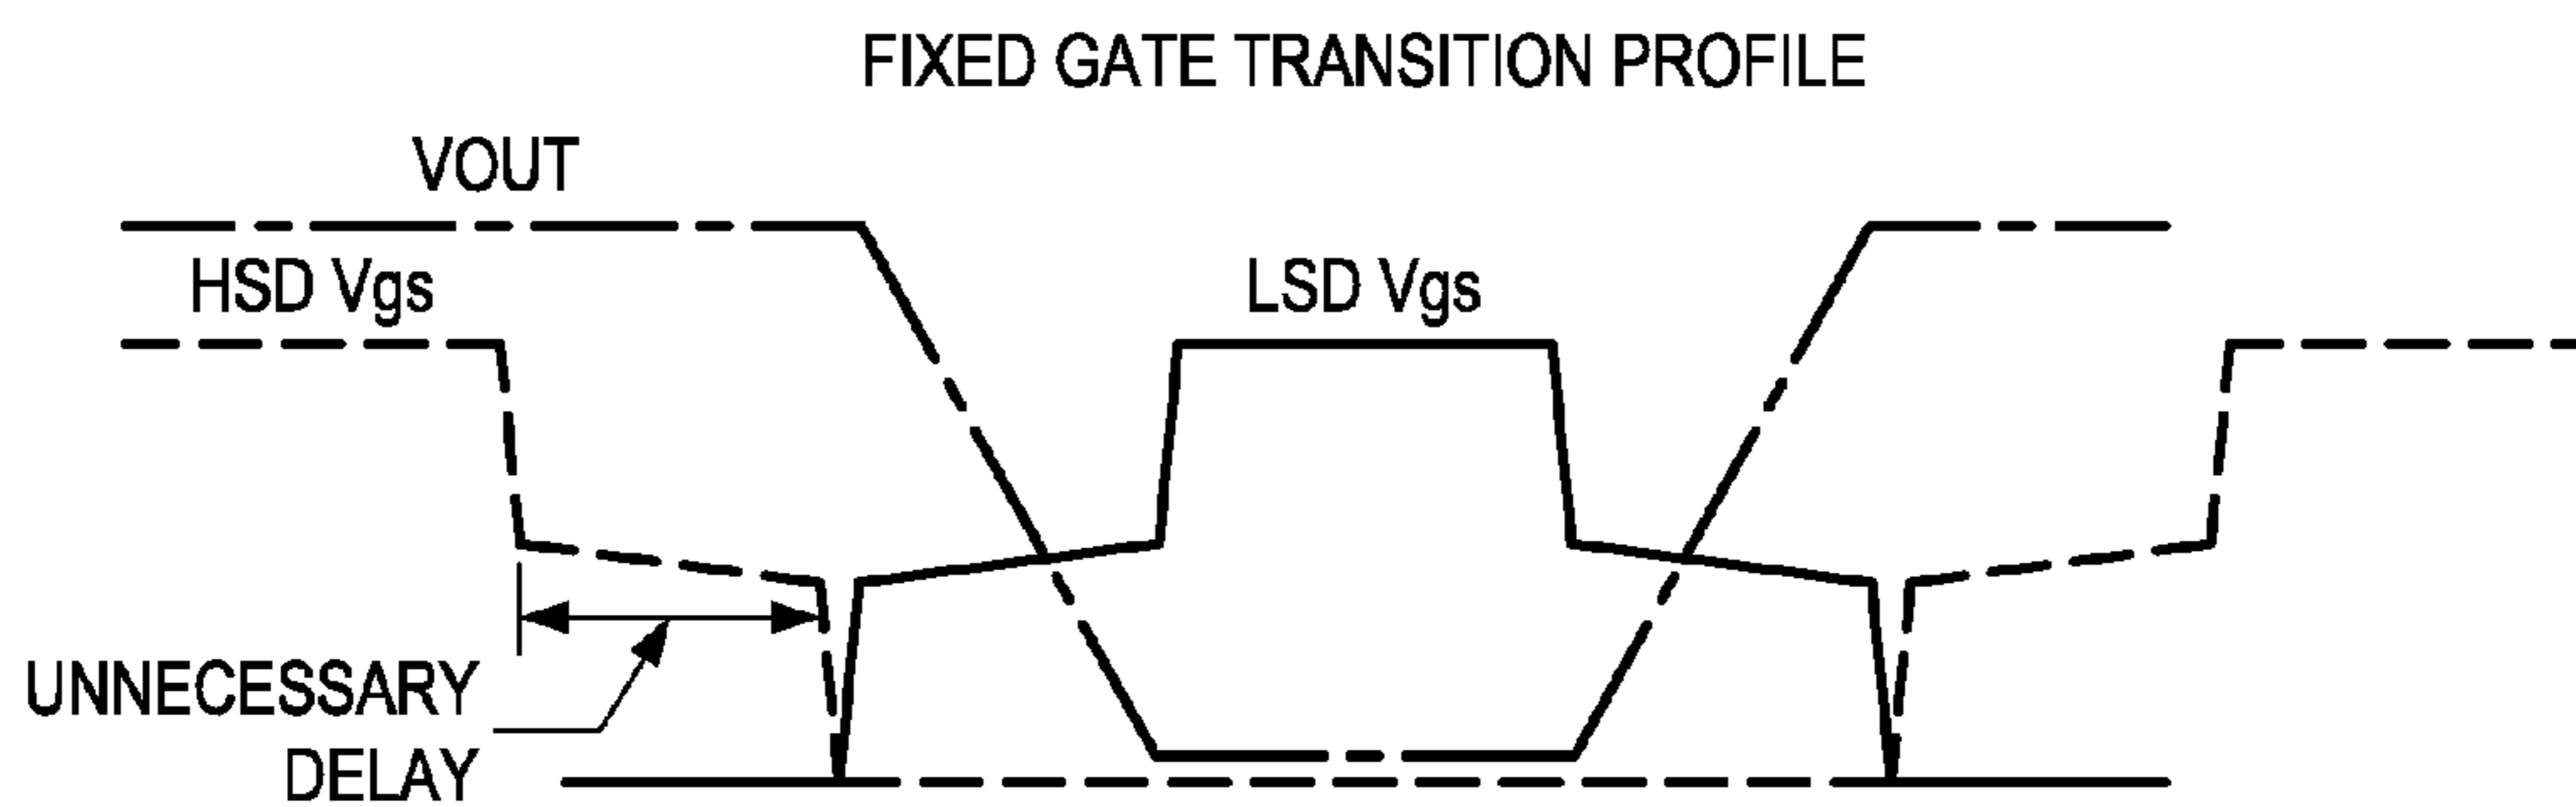 FIXED GATE TRANSITION PROFILE
VOUT
HSD Vgs
LSD Vgs
UNNECESSARY
DELAY